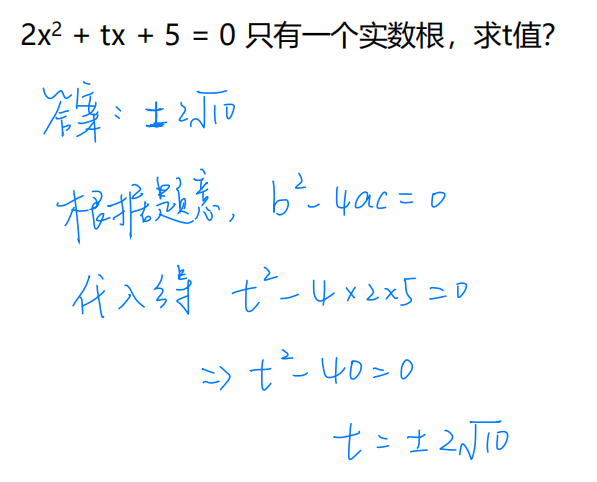 2x² + tx + 5 = 0 只有一个实数根，求t值?
答案：±2√10
根据题意，b²-4ac=0
代入得 t²-4×2×5=0
=> t²-40=0
t=±2√10